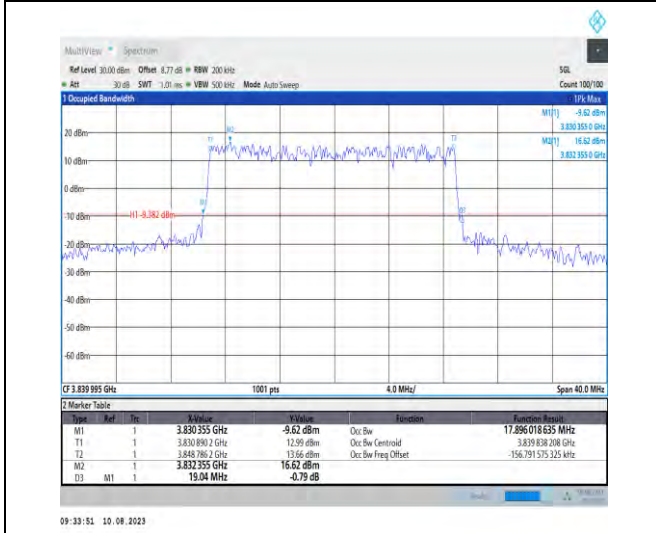 MultiView Spectrum
Ref Level 30.00 dBm Offset 8.77 dB RBW 200 kHz SGL
Att 30 dB SWT 1.01 ms VBW 500 kHz Mode Auto Sweep Count 100/100
1 Occupied Bandwidth 1Pk Max
M1(1) -9.62 dBm
3.830 355 0 GHz
M2(1) 16.62 dBm
3.832 355 0 GHz
20 dBm
M2
T1
T2
10 dBm
0 dBm
-10 dBm
H1 -9.382 dBm
-20 dBm
-30 dBm
-40 dBm
-50 dBm
-60 dBm
CF 3.839 995 GHz 1001 pts 4.0 MHz/ Span 40.0 MHz
2 Marker Table
Type Ref Trc X-Value Y-Value Function Function Result
M1 1 3.830 355 GHz -9.62 dBm Occ Bw 17.896 018 635 MHz
T1 1 3.830 890 2 GHz 12.99 dBm Occ Bw Centroid 3.839 838 208 GHz
T2 1 3.848 786 2 GHz 13.66 dBm Occ Bw Freq Offset -156.791 575 325 kHz
M2 1 3.832 355 GHz 16.62 dBm
D3 M1 1 19.04 MHz -0.79 dB
09:33:51 10.08.2023